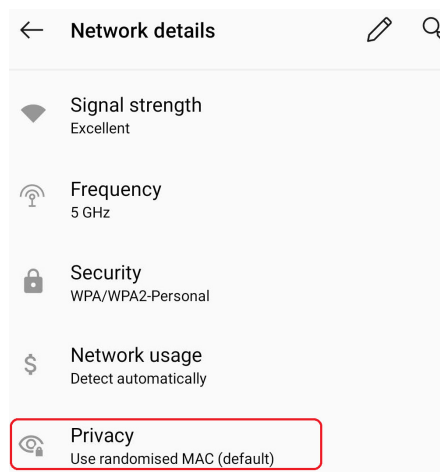 Network details
Signal strength
Excellent
Frequency
5 GHz
Security
WPA/WPA2-Personal
Network usage
Detect automatically
Privacy
Use randomised MAC (default)